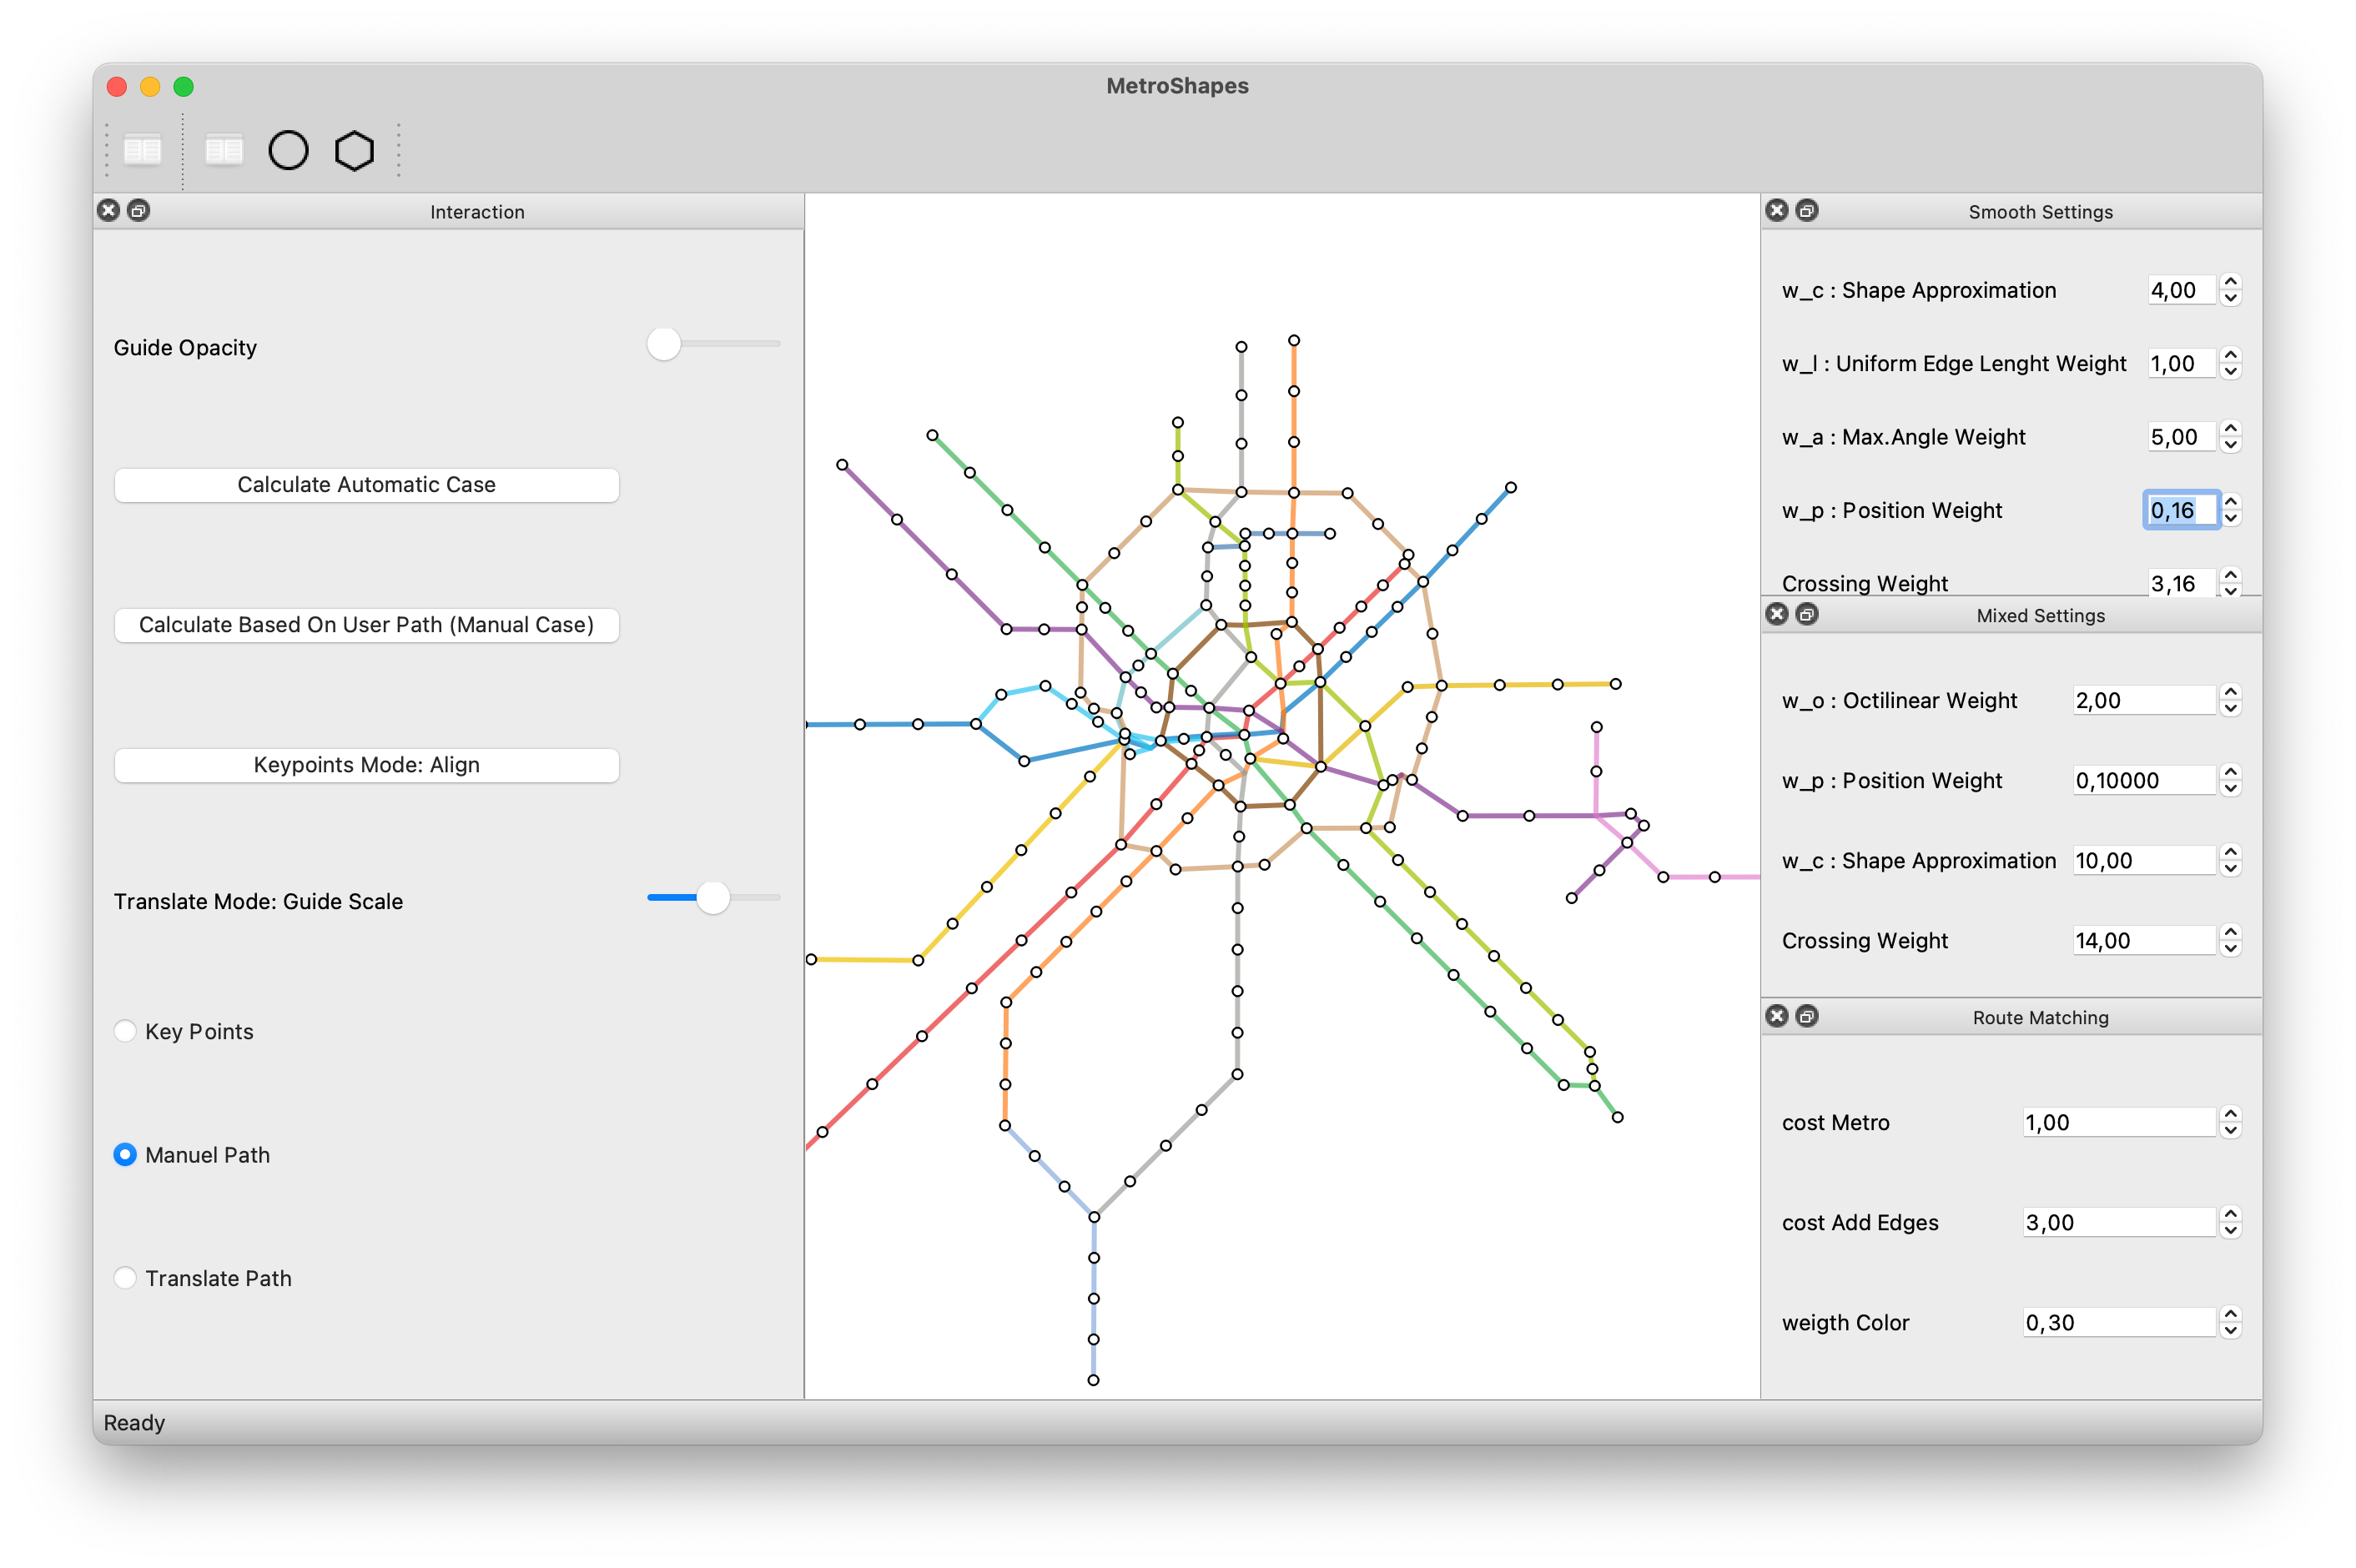 MetroShapes
Interaction
Guide Opacity
Calculate Automatic Case
Calculate Based On User Path (Manual Case)
Keypoints Mode: Align
Translate Mode: Guide Scale
Key Points
Manuel Path
Translate Path
Smooth Settings
w_c : Shape Approximation 4,00
w_l : Uniform Edge Lenght Weight 1,00
w_a : Max.Angle Weight 5,00
w_p : Position Weight 0,16
Crossing Weight 3,16
Mixed Settings
w_o : Octilinear Weight 2,00
w_p : Position Weight 0,10000
w_c : Shape Approximation 10,00
Crossing Weight 14,00
Route Matching
cost Metro 1,00
cost Add Edges 3,00
weigth Color 0,30
Ready